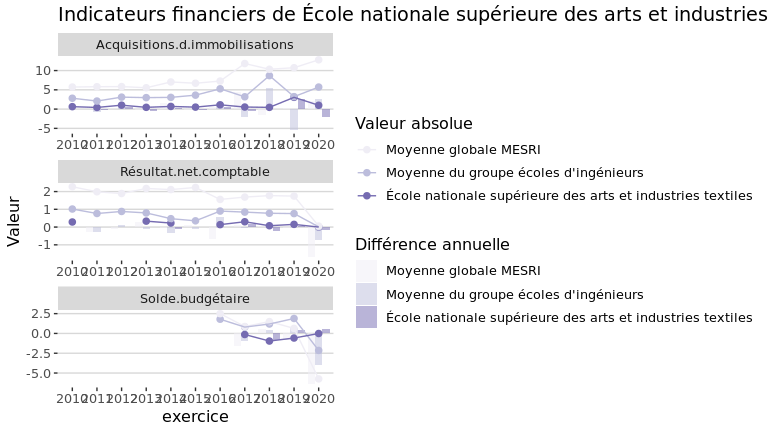 Indicateurs financiers de École nationale supérieure des arts et industries
Acquisitions.d.immobilisations
10
5
0
-5
2010 2011 2012 2013 2014 2015 2016 2017 2018 2019 2020
Résultat.net.comptable
2
1
0
-1
2010 2011 2012 2013 2014 2015 2016 2017 2018 2019 2020
Solde.budgétaire
2.5
0.0
-2.5
-5.0
2010 2011 2012 2013 2014 2015 2016 2017 2018 2019 2020
exercice
Valeur
Valeur absolue
Moyenne globale MESRI
Moyenne du groupe écoles d'ingénieurs
École nationale supérieure des arts et industries textiles
Différence annuelle
Moyenne globale MESRI
Moyenne du groupe écoles d'ingénieurs
École nationale supérieure des arts et industries textiles